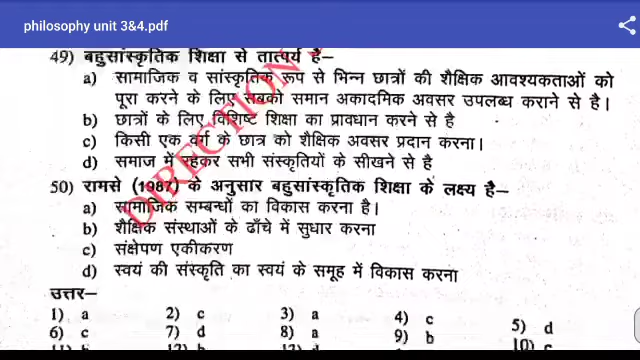 philosophy unit 3&4.pdf
49) बहुसांस्कृतिक शिक्षा से तात्पर्य है–
a) सामाजिक व सांस्कृतिक रूप से भिन्न छात्रों की शैक्षिक आवश्यकताओं को
पूरा करने के लिए सबको समान अकादमिक अवसर उपलब्ध कराने से है।
b) छात्रों के लिए विशिष्ट शिक्षा का प्रावधान करने से है
c) किसी एक वर्ग के छात्र को शैक्षिक अवसर प्रदान करना।
d) समाज में रहकर सभी संस्कृतियों के सीखने से है
50) रामसे (1987) के अनुसार बहुसांस्कृतिक शिक्षा के लक्ष्य है–
a) सामाजिक सम्बन्धों का विकास करना है।
b) शैक्षिक संस्थाओं के ढाँचे में सुधार करना
c) संक्षेपण एकीकरण
d) स्वयं की संस्कृति का स्वयं के समूह में विकास करना
DIRECTION
उत्तर–
1) a 2) c 3) a 4) c 5) d
6) c 7) d 8) a 9) b 10) c